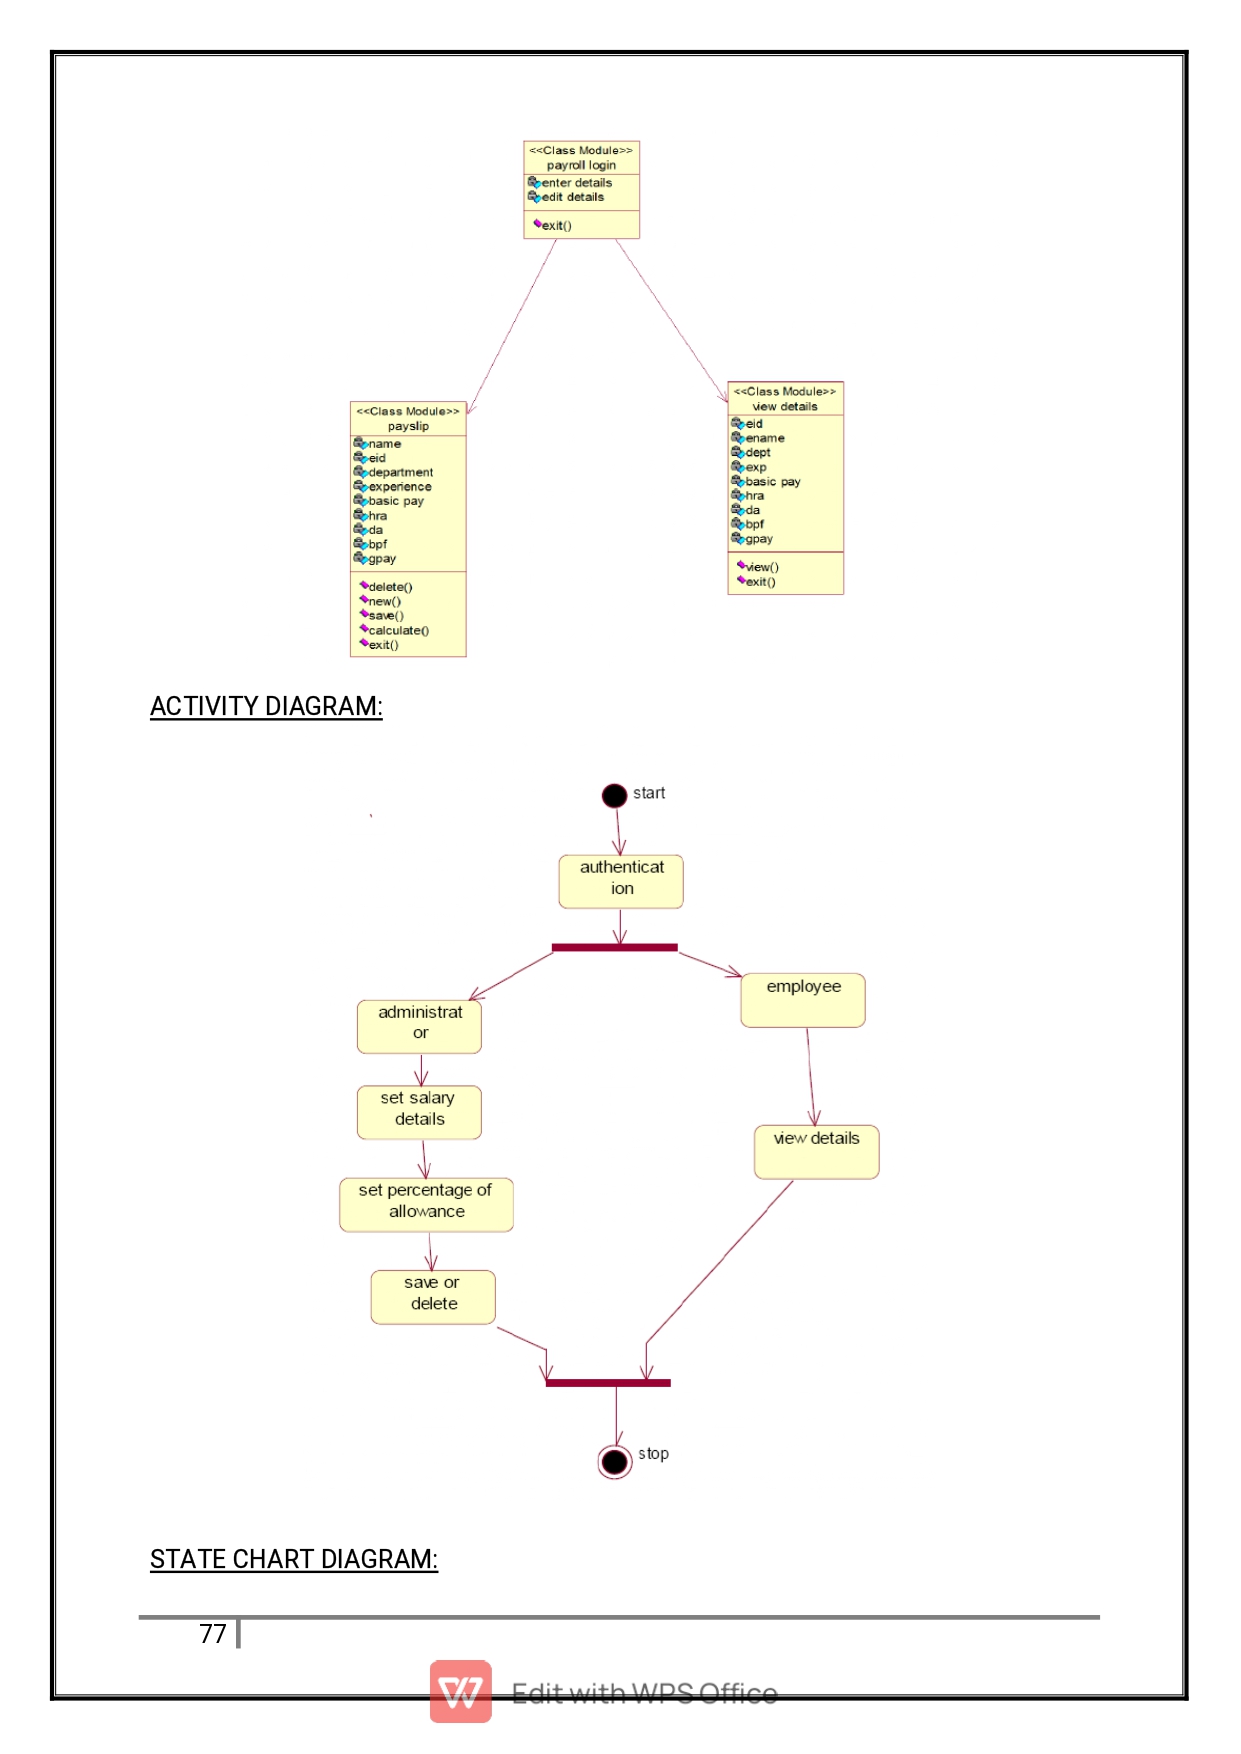 <<Class Module>>
payroll login
enter details
edit details
exit()
<<Class Module>>
payslip
name
eid
department
experience
basic pay
hra
da
bpf
gpay
delete()
new()
save()
calculate()
exit()
<<Class Module>>
view details
eid
ename
dept
exp
basic pay
hra
da
bpf
gpay
view()
exit()
ACTIVITY DIAGRAM:
start
authenticat
ion
administrat
or
employee
set salary
details
view details
set percentage of
allowance
save or
delete
stop
STATE CHART DIAGRAM:
77
Edit with WPS Office